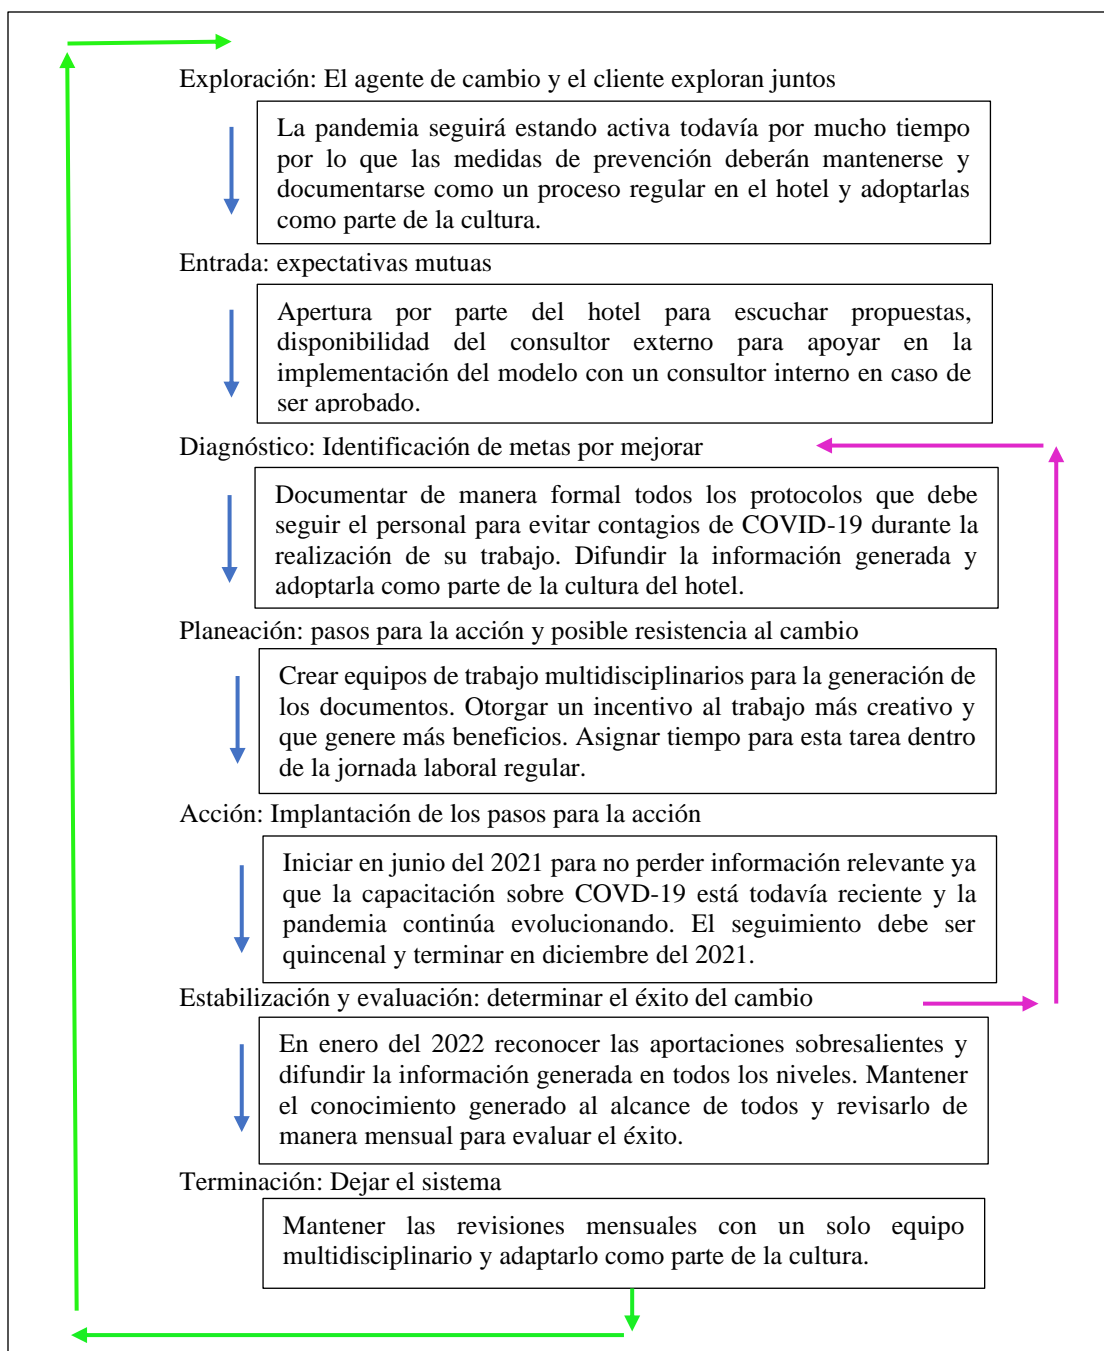 Exploración: El agente de cambio y el cliente exploran juntos
La pandemia seguirá estando activa todavía por mucho tiempo
por lo que las medidas de prevención deberán mantenerse y
documentarse como un proceso regular en el hotel y adoptarlas
como parte de la cultura.
Entrada: expectativas mutuas
Apertura por parte del hotel para escuchar propuestas,
disponibilidad del consultor externo para apoyar en la
implementación del modelo con un consultor interno en caso de
ser aprobado.
Diagnóstico: Identificación de metas por mejorar
Documentar de manera formal todos los protocolos que debe
seguir el personal para evitar contagios de COVID-19 durante la
realización de su trabajo. Difundir la información generada y
adoptarla como parte de la cultura del hotel.
Planeación: pasos para la acción y posible resistencia al cambio
Crear equipos de trabajo multidisciplinarios para la generación de
los documentos. Otorgar un incentivo al trabajo más creativo y
que genere más beneficios. Asignar tiempo para esta tarea dentro
de la jornada laboral regular.
Acción: Implantación de los pasos para la acción
Iniciar en junio del 2021 para no perder información relevante ya
que la capacitación sobre COVD-19 está todavía reciente y la
pandemia continúa evolucionando. El seguimiento debe ser
quincenal y terminar en diciembre del 2021.
Estabilización y evaluación: determinar el éxito del cambio
En enero del 2022 reconocer las aportaciones sobresalientes y
difundir la información generada en todos los niveles. Mantener
el conocimiento generado al alcance de todos y revisarlo de
manera mensual para evaluar el éxito.
Terminación: Dejar el sistema
Mantener las revisiones mensuales con un solo equipo
multidisciplinario y adaptarlo como parte de la cultura.